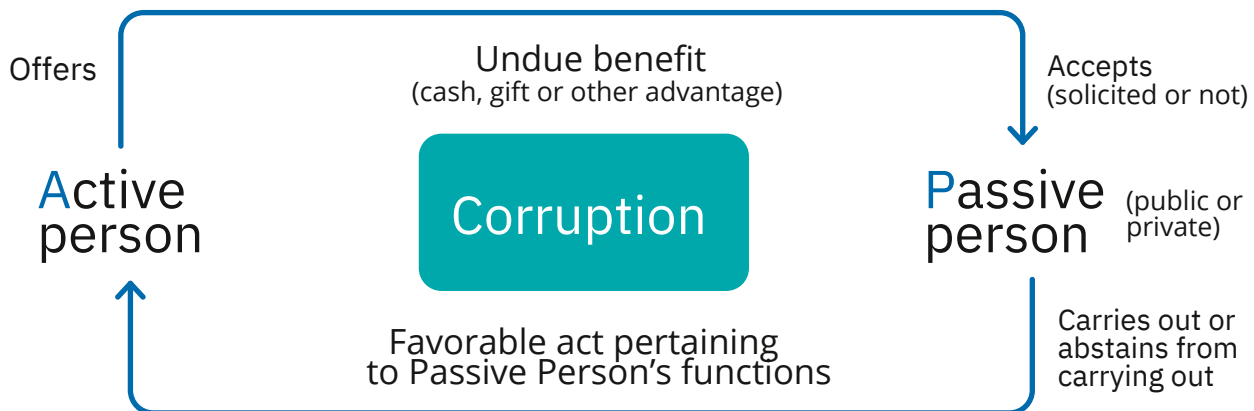 Offers
Undue benefit
(cash, gift or other advantage)
Accepts
(solicited or not)
Active
person
Corruption
Passive
person
(public or
private)
Favorable act pertaining
to Passive Person's functions
Carries out or
abstains from
carrying out